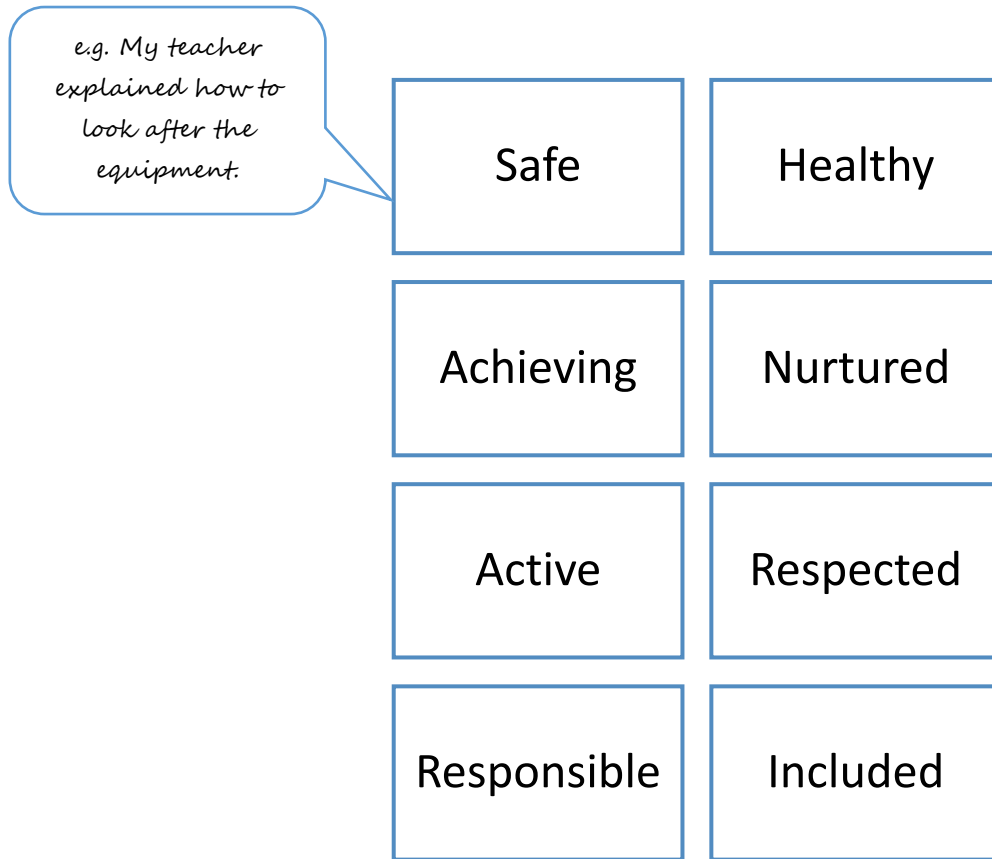 e.g. My teacher
explained how to
look after the
equipment.
Safe
Healthy
Achieving
Nurtured
Active
Respected
Responsible
Included